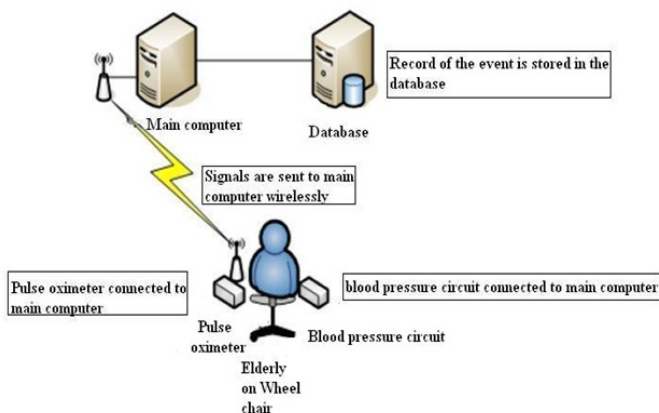 Record of the event is stored in the
database
Main computer
Database
Signals are sent to main
computer wirelessly
Pulse oximeter connected to
main computer
blood pressure circuit connected to main computer
Pulse
oximeter
Blood pressure circuit
Elderly
on Wheel
chair